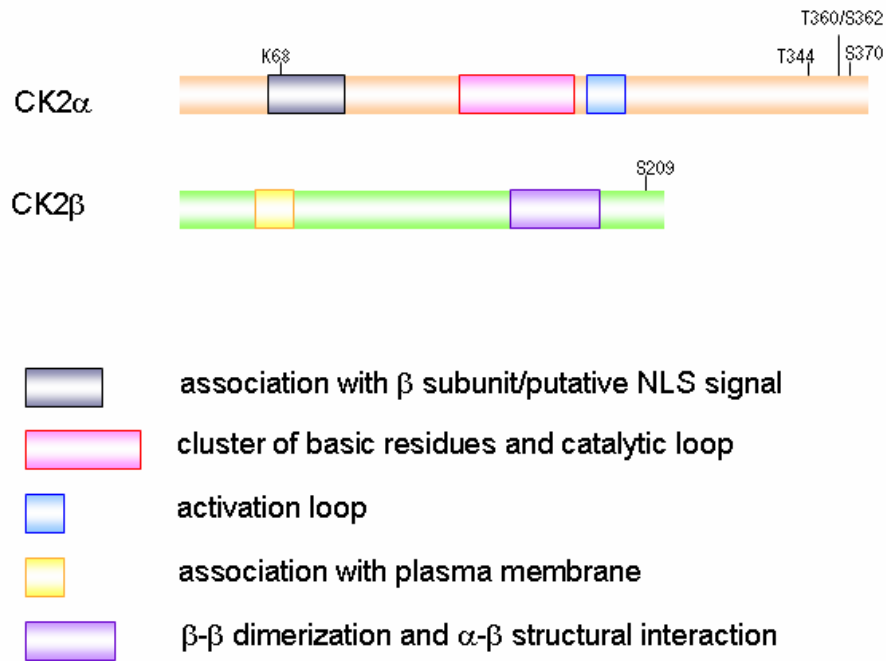 T360/S362
K68
T344
S370
CK2α
S209
CK2β
association with β subunit/putative NLS signal
cluster of basic residues and catalytic loop
activation loop
association with plasma membrane
β-β dimerization and α-β structural interaction